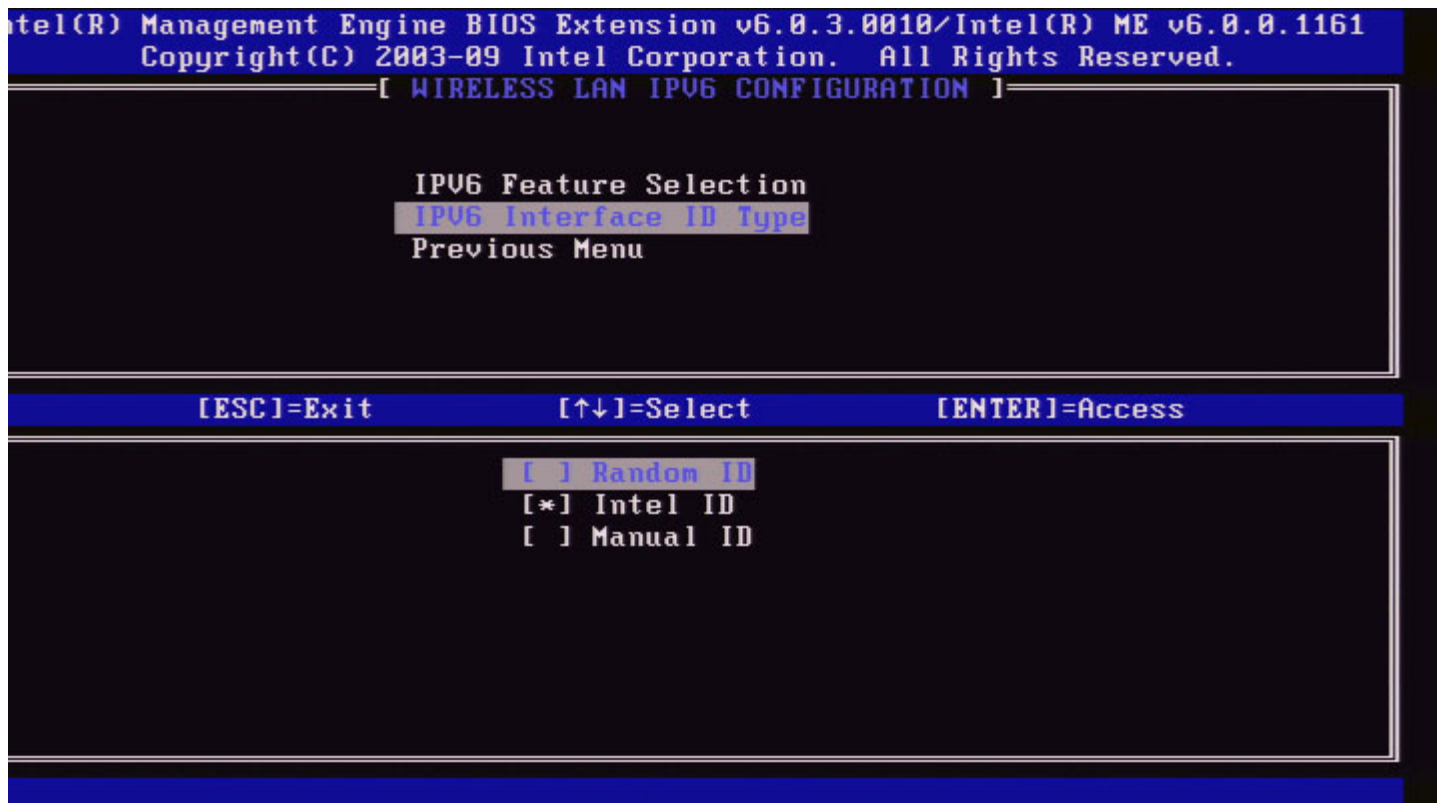 ntel(R) Management Engine BIOS Extension v6.0.3.0010/Intel(R) ME v6.0.0.1161
Copyright(C) 2003-09 Intel Corporation. All Rights Reserved.
[ WIRELESS LAN IPV6 CONFIGURATION ]
IPV6 Feature Selection
IPV6 Interface ID Type
Previous Menu
[ESC]=Exit [↑↓]=Select [ENTER]=Access
[ ] Random ID
[*] Intel ID
[ ] Manual ID